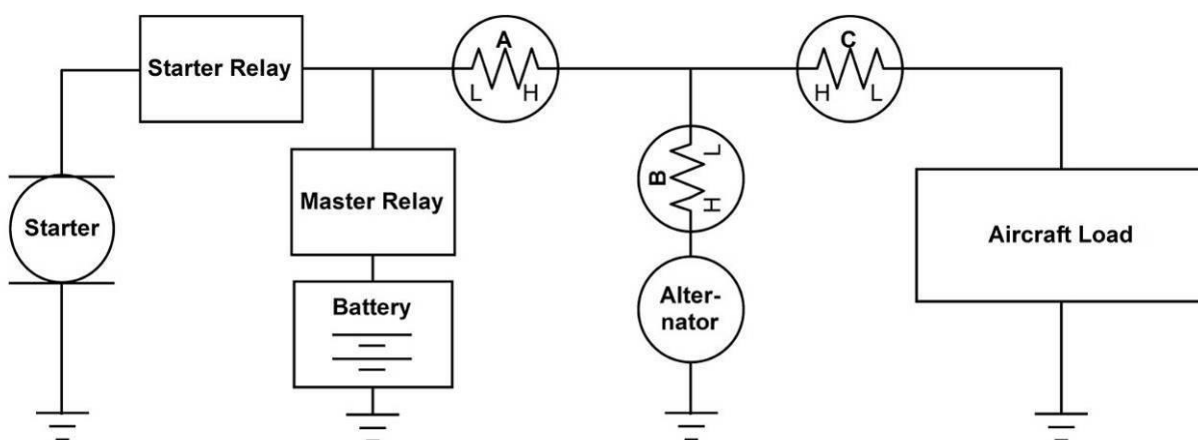 A
C
Starter Relay
L H
H L
L
B
H
Master Relay
Starter
Aircraft Load
Battery
Alter-
nator